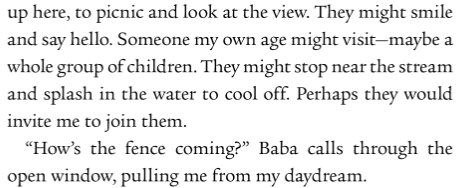 up here, to picnic and look at the view. They might smile
and say hello. Someone my own age might visit—maybe a
whole group of children. They might stop near the stream
and splash in the water to cool off. Perhaps they would
invite me to join them.
“How’s the fence coming?” Baba calls through the
open window, pulling me from my daydream.